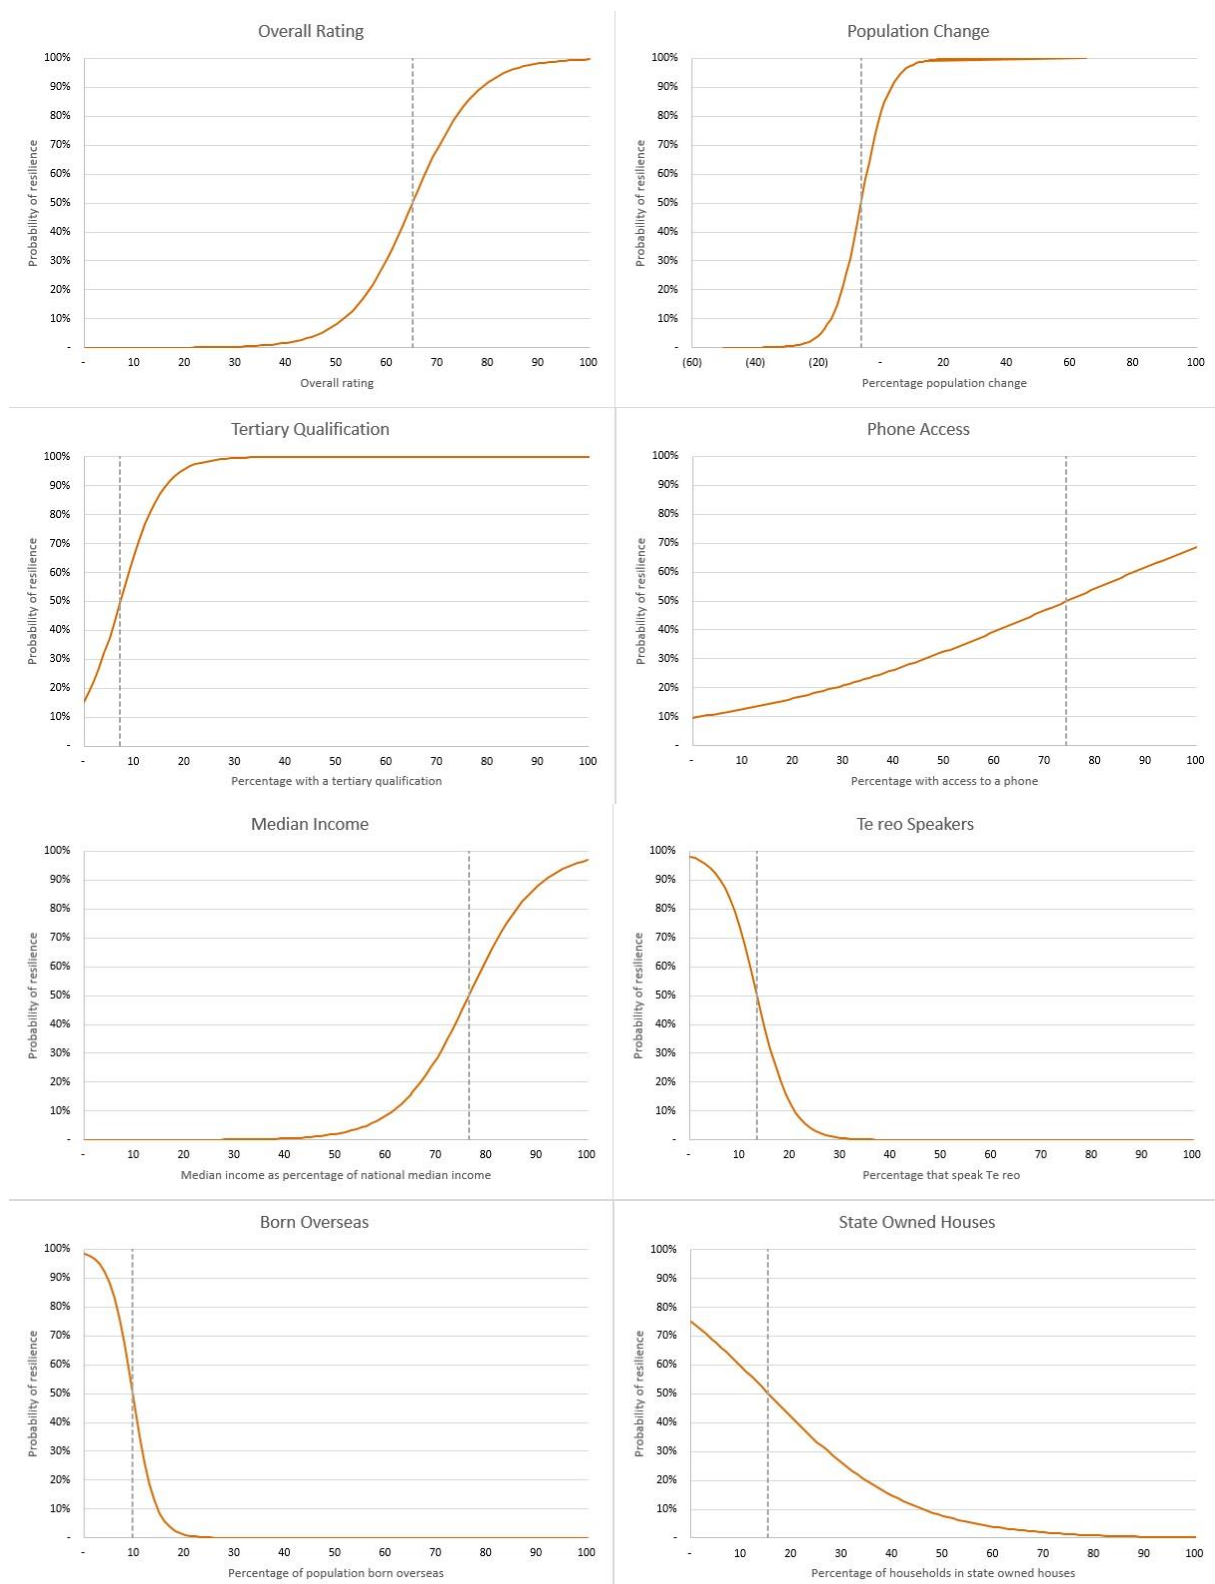 Overall Rating
100%
90%
80%
70%
60%
50%
40%
30%
20%
10%
-
Probability of resilience
- 10 20 30 40 50 60 70 80 90 100
Overall rating
Population Change
100%
90%
80%
70%
60%
50%
40%
30%
20%
10%
-
Probability of resilience
(60) (40) (20) - 20 40 60 80 100
Percentage population change
Tertiary Qualification
100%
90%
80%
70%
60%
50%
40%
30%
20%
10%
-
Probability of resilience
- 10 20 30 40 50 60 70 80 90 100
Percentage with a tertiary qualification
Phone Access
100%
90%
80%
70%
60%
50%
40%
30%
20%
10%
-
Probability of resilience
- 10 20 30 40 50 60 70 80 90 100
Percentage with access to a phone
Median Income
100%
90%
80%
70%
60%
50%
40%
30%
20%
10%
-
Probability of resilience
- 10 20 30 40 50 60 70 80 90 100
Median income as percentage of national median income
Te reo Speakers
100%
90%
80%
70%
60%
50%
40%
30%
20%
10%
-
Probability of resilience
- 10 20 30 40 50 60 70 80 90 100
Percentage that speak Te reo
Born Overseas
100%
90%
80%
70%
60%
50%
40%
30%
20%
10%
-
Probability of resilience
- 10 20 30 40 50 60 70 80 90 100
Percentage of population born overseas
State Owned Houses
100%
90%
80%
70%
60%
50%
40%
30%
20%
10%
-
Probability of resilience
- 10 20 30 40 50 60 70 80 90 100
Percentage of households in state owned houses